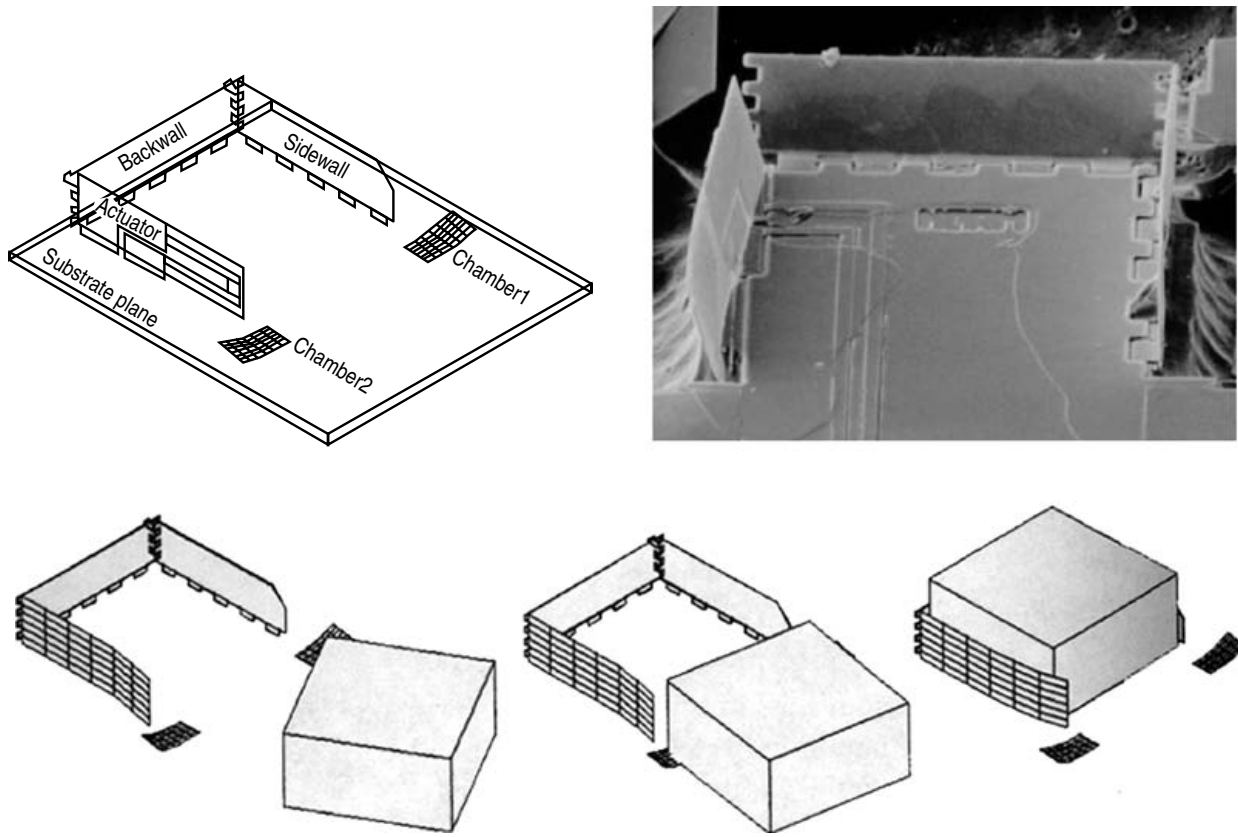 Backwall
Sidewall
Actuator
Substrate plane
Chamber1
Chamber2